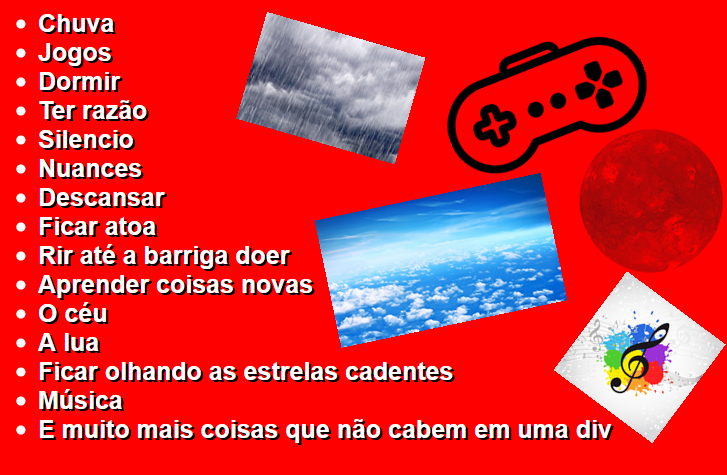 Chuva
Jogos
Dormir
Ter razão
Silencio
Nuances
Descansar
Ficar atoa
Rir até a barriga doer
Aprender coisas novas
O céu
A lua
Ficar olhando as estrelas cadentes
Música
E muito mais coisas que não cabem em uma div